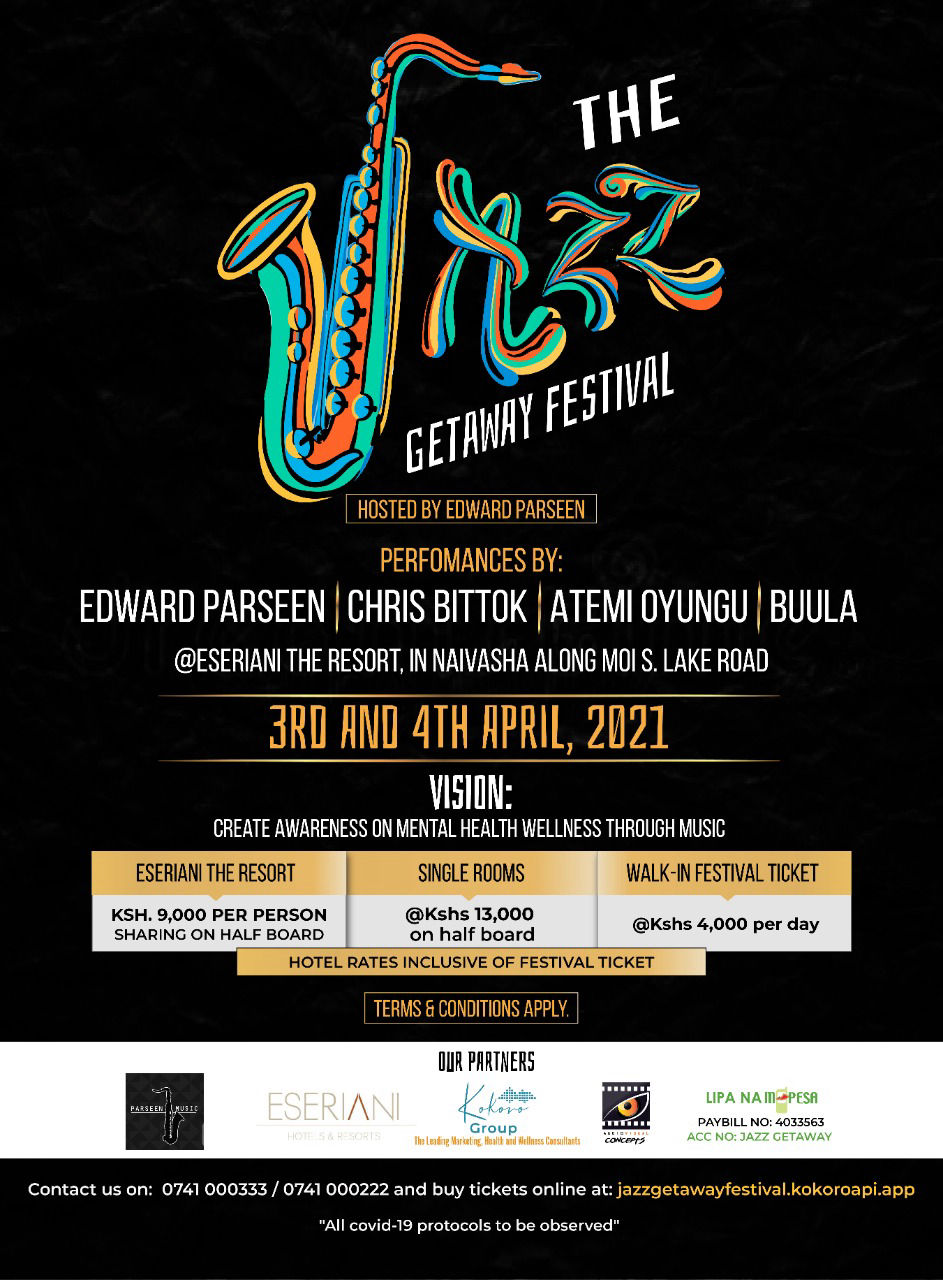 THE
JAZZ
GETAWAY FESTIVAL
HOSTED BY EDWARD PARSEEN
PERFOMANCES BY:
EDWARD PARSEEN | CHRIS BITTOK | ATEMI OYUNGU | BUULA
@ESERIANI THE RESORT, IN NAIVASHA ALONG MOI S. LAKE ROAD
3RD AND 4TH APRIL, 2021
VISION:
CREATE AWARENESS ON MENTAL HEALTH WELLNESS THROUGH MUSIC
ESERIANI THE RESORT
KSH. 9,000 PER PERSON
SHARING ON HALF BOARD
SINGLE ROOMS
@Kshs 13,000
on half board
WALK-IN FESTIVAL TICKET
@Kshs 4,000 per day
HOTEL RATES INCLUSIVE OF FESTIVAL TICKET
TERMS & CONDITIONS APPLY.
OUR PARTNERS
PARSEEN MUSIC
ESERIANI
HOTELS & RESORTS
Kokoro
Group
The Leading Marketing, Health and Wellness Consultants
AUDIOVISUAL
CONCEPTS
LIPA NA M-PESA
PAYBILL NO: 4033563
ACC NO: JAZZ GETAWAY
Contact us on: 0741 000333 / 0741 000222 and buy tickets online at: jazzgetawayfestival.kokoroapi.app
"All covid-19 protocols to be observed"